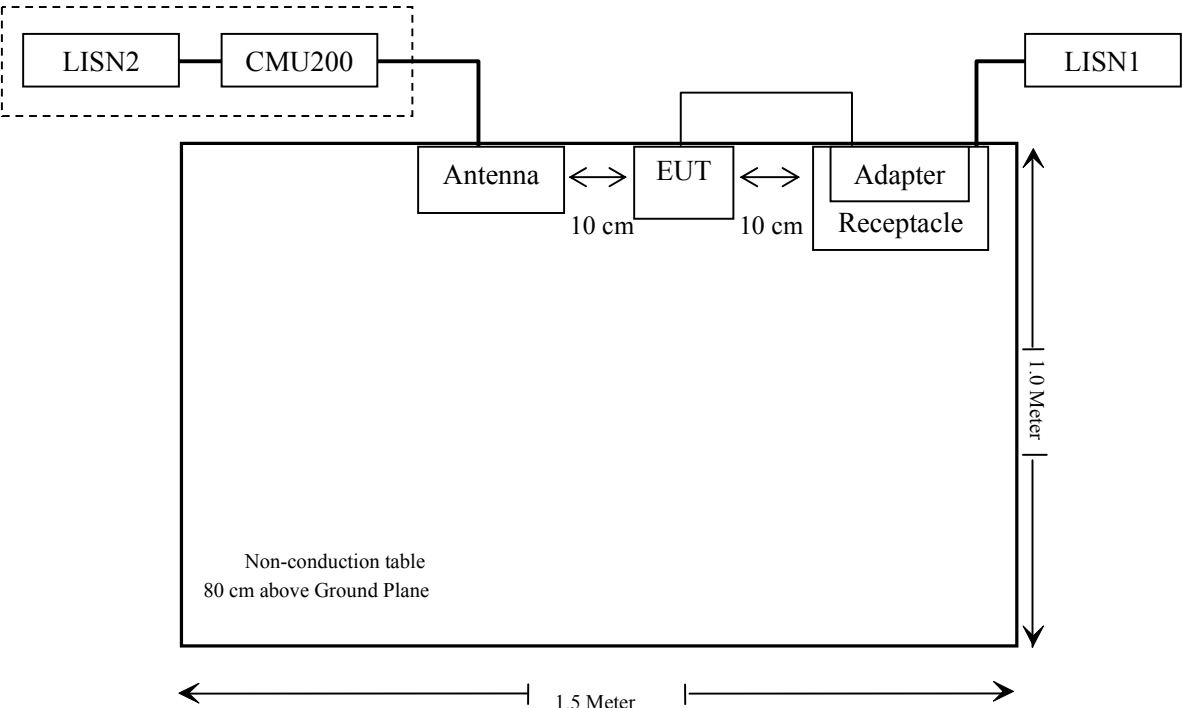 LISN2
CMU200
LISN1
Antenna
EUT
Adapter
10 cm
10 cm
Receptacle
1.0 Meter
Non-conduction table
80 cm above Ground Plane
1.5 Meter